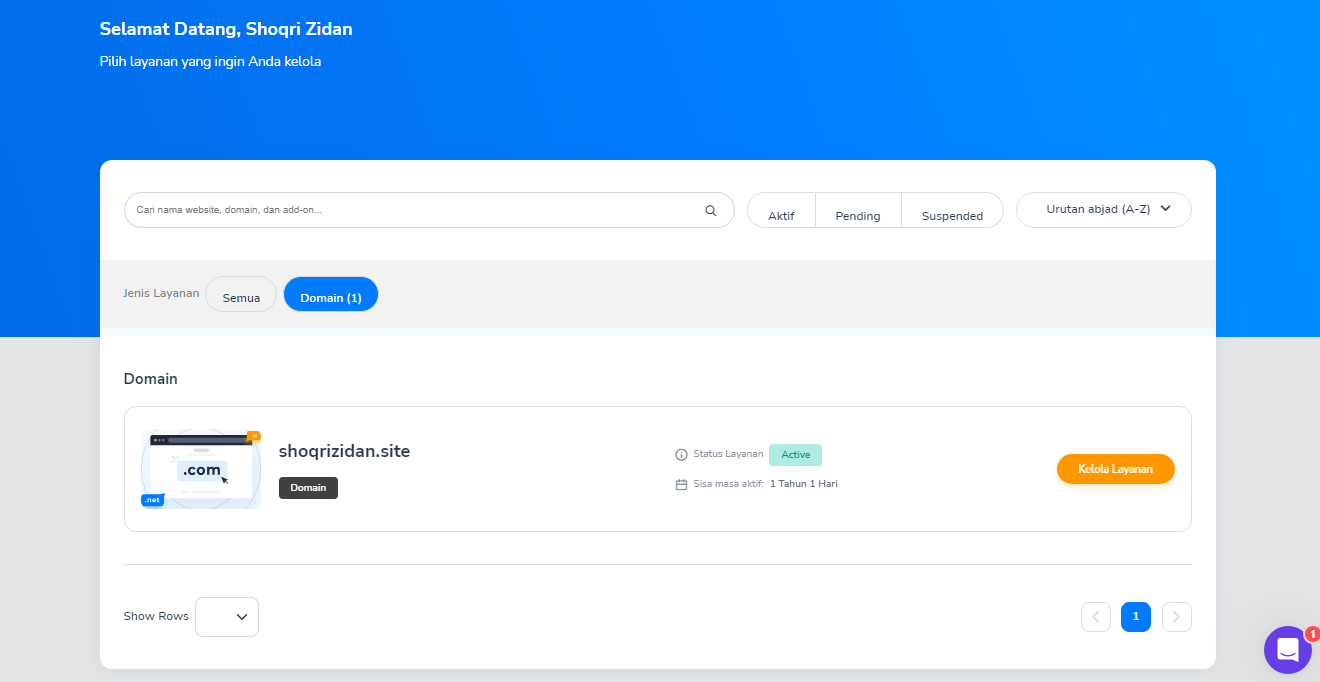 Selamat Datang, Shoqri Zidan
Pilih layanan yang ingin Anda kelola
Cari nama website, domain, dan add-on...
Aktif
Pending
Suspended
Urutan abjad (A-Z)
Jenis Layanan
Semua
Domain (1)
Domain
.com
.net
shoqrizidan.site
Domain
Status Layanan
Active
Sisa masa aktif: 1 Tahun 1 Hari
Kelola Layanan
Show Rows
1
1